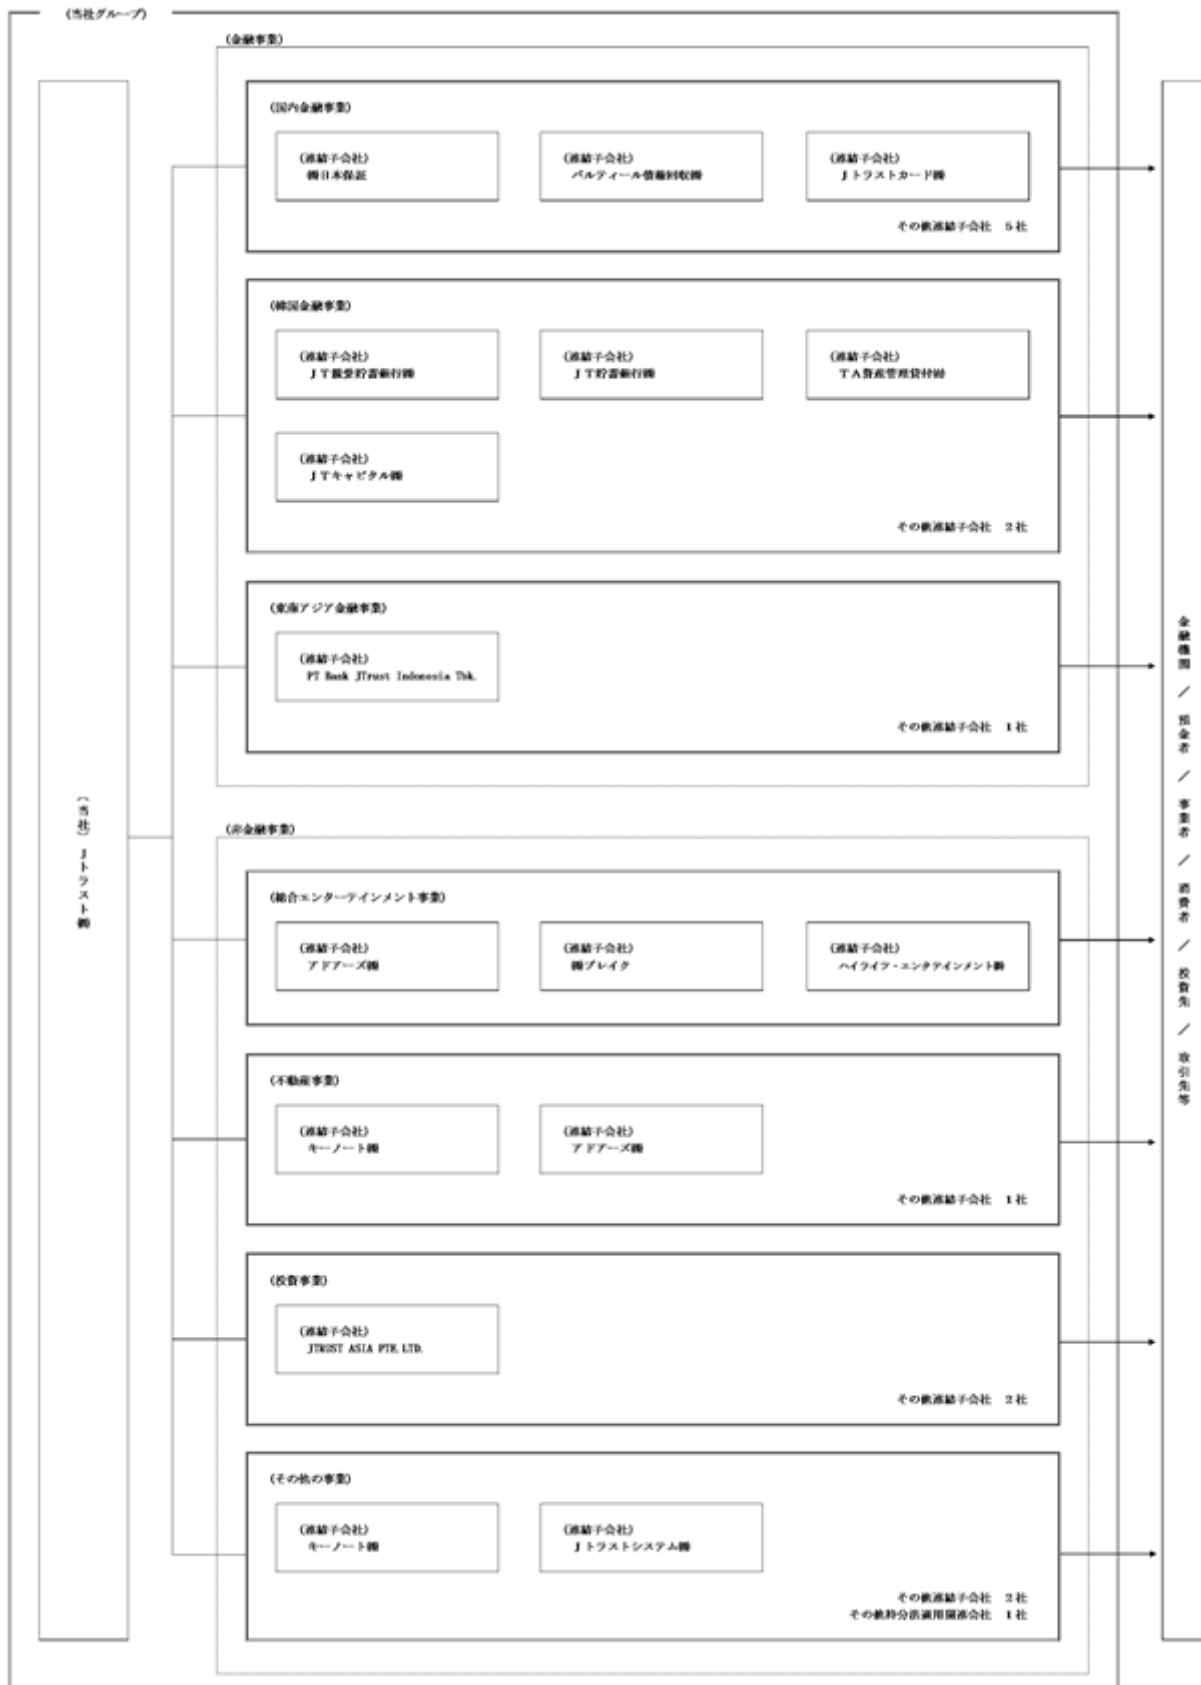 (当社グループ)
(金融事業)
(国内金融事業)
(連結子会社)
㈱日本保証
(連結子会社)
パルティール債権回収㈱
(連結子会社)
Jトラストカード㈱
その他連結子会社 5社
(韓国金融事業)
(連結子会社)
JT親愛貯蓄銀行㈱
(連結子会社)
JT貯蓄銀行㈱
(連結子会社)
TA資産管理貸付㈲
(連結子会社)
JTキャピタル㈱
その他連結子会社 2社
(東南アジア金融事業)
(連結子会社)
PT Bank JTrust Indonesia Tbk.
その他連結子会社 1社
(当社) Jトラスト㈱
(非金融事業)
(総合エンターテインメント事業)
(連結子会社)
アドアーズ㈱
(連結子会社)
㈱ブレイク
(連結子会社)
ハイライツ・エンタテインメント㈱
(不動産事業)
(連結子会社)
キーノート㈱
(連結子会社)
アドアーズ㈱
その他連結子会社 1社
(投資事業)
(連結子会社)
JTRUST ASIA PTE.LTD.
その他連結子会社 2社
(その他の事業)
(連結子会社)
キーノート㈱
(連結子会社)
Jトラストシステム㈱
その他連結子会社 2社
その他持分法適用関連会社 1社
金融機関 / 預金者 / 事業者 / 消費者 / 投資先 / 取引先等